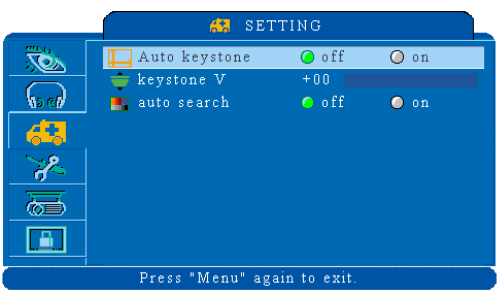 SETTING
Auto keystone off on
keystone V +00
auto search off on
Press "Menu" again to exit.